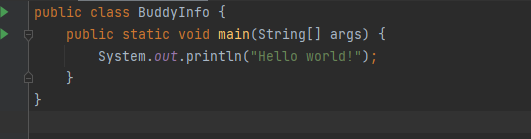 public class BuddyInfo {
    public static void main(String[] args) {
        System.out.println("Hello world!");
    }
}